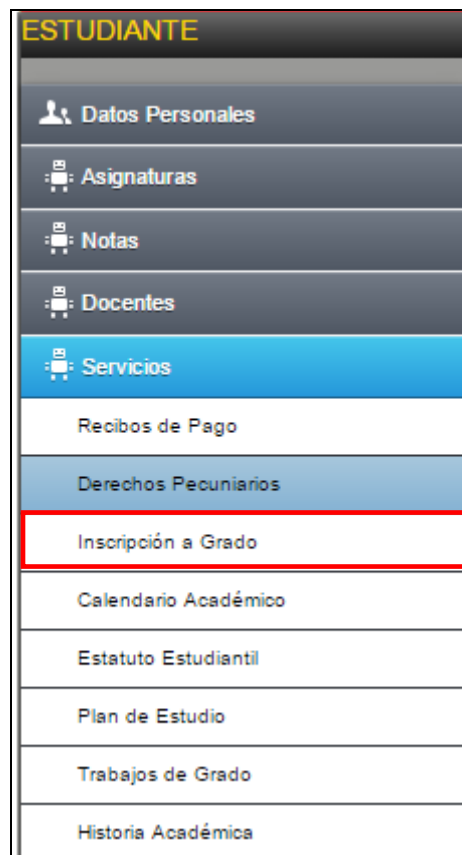 ESTUDIANTE
Datos Personales
Asignaturas
Notas
Docentes
Servicios
Recibos de Pago
Derechos Pecuniarios
Inscripción a Grado
Calendario Académico
Estatuto Estudiantil
Plan de Estudio
Trabajos de Grado
Historia Académica